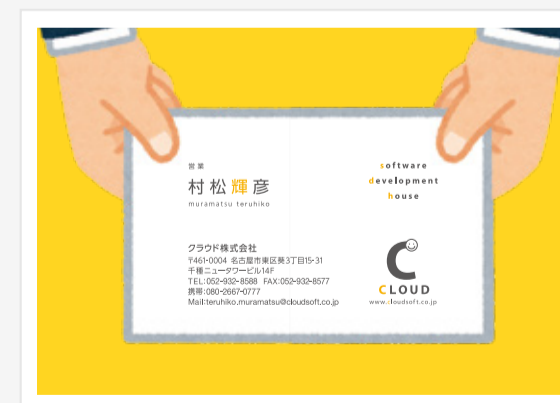 営業
村松輝彦
muramatsu teruhiko
クラウド株式会社
〒461-0004 名古屋市東区葵3丁目15-31
千種ニュータワービル14F
TEL:052-932-8588 FAX:052-932-8577
携帯:080-2667-0777
Mail:teruhiko.muramatsu@cloudsoft.co.jp
software
development
house
C
CLOUD
www.cloudsoft.co.jp